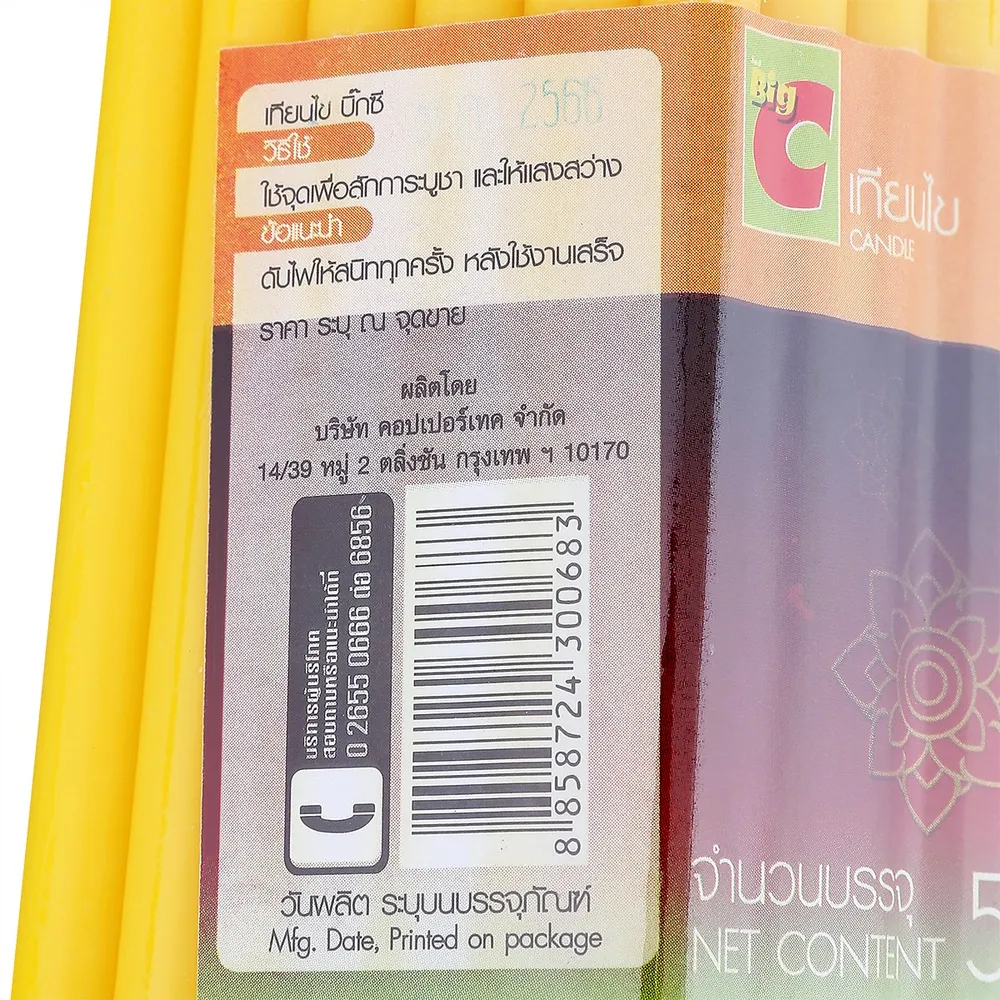 เทียนไข บิ๊กซี
2566
วิธีใช้
ใช้จุดเพื่อสักการะบูชา และให้แสงสว่าง
ข้อแนะนำ
ดับไฟให้สนิททุกครั้ง หลังใช้งานเสร็จ
ราคา ระบุ ณ จุดขาย
ผลิตโดย
บริษัท คอปเปอร์เทค จำกัด
14/39 หมู่ 2 ตลิ่งชัน กรุงเทพ ฯ 10170
บริการผู้บริโภค
สอบถามหรือแนะนำได้ที่
0 2655 0666 ต่อ 6856
8 858724 300683
วันผลิต ระบุบนบรรจุภัณฑ์
Mfg. Date, Printed on package
Big C
เทียนไข
CANDLE
จำนวนบรรจุ
NET CONTENT 5